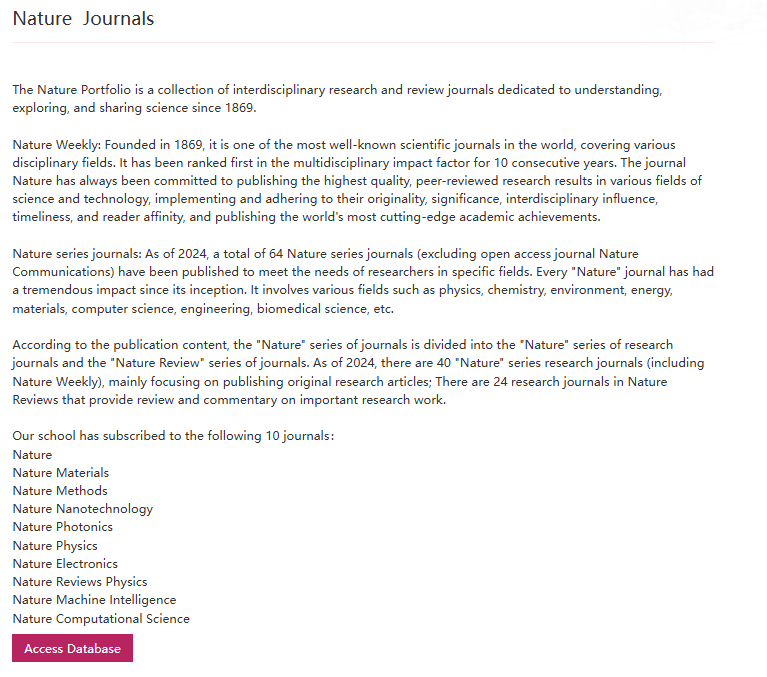 Nature Journals
The Nature Portfolio is a collection of interdisciplinary research and review journals dedicated to understanding,
exploring, and sharing science since 1869.
Nature Weekly: Founded in 1869, it is one of the most well-known scientific journals in the world, covering various
disciplinary fields. It has been ranked first in the multidisciplinary impact factor for 10 consecutive years. The journal
Nature has always been committed to publishing the highest quality, peer-reviewed research results in various fields of
science and technology, implementing and adhering to their originality, significance, interdisciplinary influence,
timeliness, and reader affinity, and publishing the world's most cutting-edge academic achievements.
Nature series journals: As of 2024, a total of 64 Nature series journals (excluding open access journal Nature
Communications) have been published to meet the needs of researchers in specific fields. Every "Nature" journal has had
a tremendous impact since its inception. It involves various fields such as physics, chemistry, environment, energy,
materials, computer science, engineering, biomedical science, etc.
According to the publication content, the "Nature" series of journals is divided into the "Nature" series of research
journals and the "Nature Review" series of journals. As of 2024, there are 40 "Nature" series research journals (including
Nature Weekly), mainly focusing on publishing original research articles; There are 24 research journals in Nature
Reviews that provide review and commentary on important research work.
Our school has subscribed to the following 10 journals:
Nature
Nature Materials
Nature Methods
Nature Nanotechnology
Nature Photonics
Nature Physics
Nature Electronics
Nature Reviews Physics
Nature Machine Intelligence
Nature Computational Science
Access Database